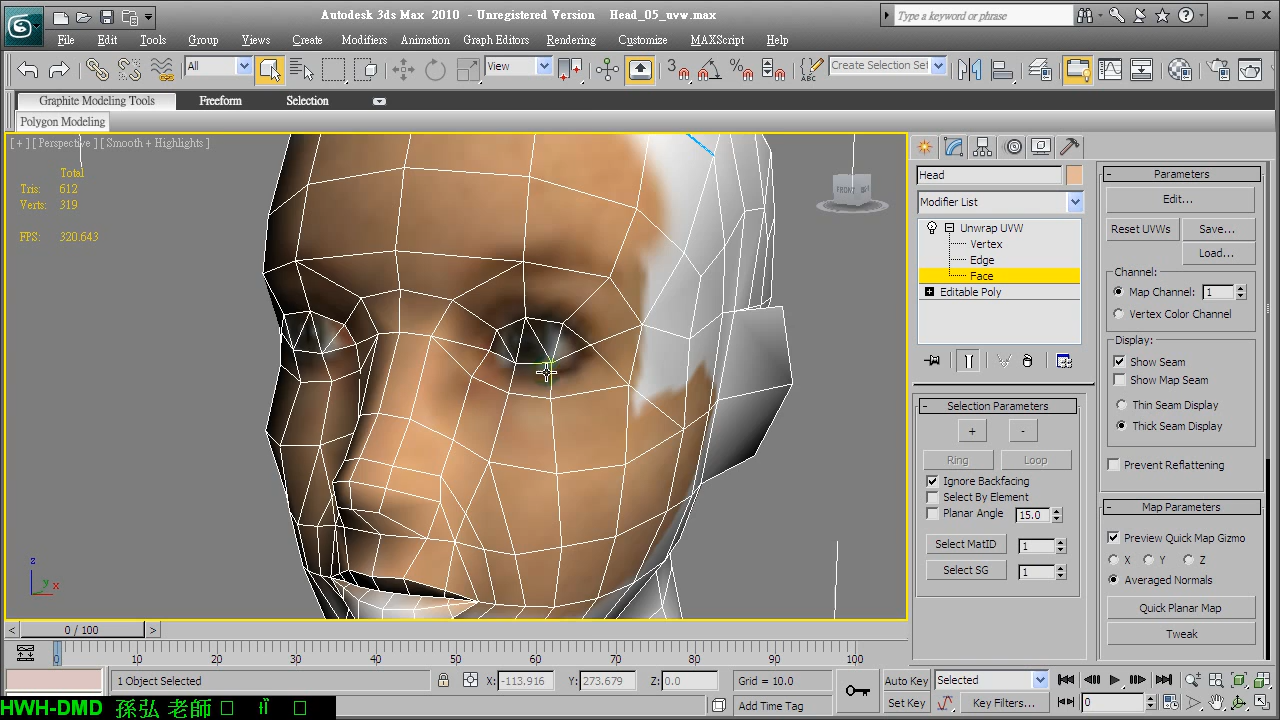 Autodesk 3ds Max 2010 - Unregistered Version Head_05_uvw.max
Type a keyword or phrase
File Edit Tools Group Views Create Modifiers Animation Graph Editors Rendering Customize MAXScript Help
All View 3 Create Selection Set
Graphite Modeling Tools Freeform Selection
Polygon Modeling
[ + ] [ Perspective ] [ Smooth + Highlights ]
Total
Tris: 612
Verts: 319
FPS: 320.643
FRONT
z
y
x
Head
Modifier List
Unwrap UVW
Vertex
Edge
Face
Editable Poly
- Selection Parameters
+ -
Ring Loop
Ignore Backfacing
Select By Element
Planar Angle 15.0
Select MatID 1
Select SG 1
- Parameters
Edit...
Reset UVWs Save...
Load...
Channel:
Map Channel: 1
Vertex Color Channel
Display:
Show Seam
Show Map Seam
Thin Seam Display
Thick Seam Display
Prevent Reflattening
- Map Parameters
Preview Quick Map Gizmo
X Y Z
Averaged Normals
Quick Planar Map
Tweak
< 0 / 100 >
0 10 20 30 40 50 60 70 80 90 100
1 Object Selected X: -113.916 Y: 273.679 Z: 0.0 Grid = 10.0 Auto Key Selected
Add Time Tag Set Key Key Filters... 0
HWH-DMD 孫弘 老師